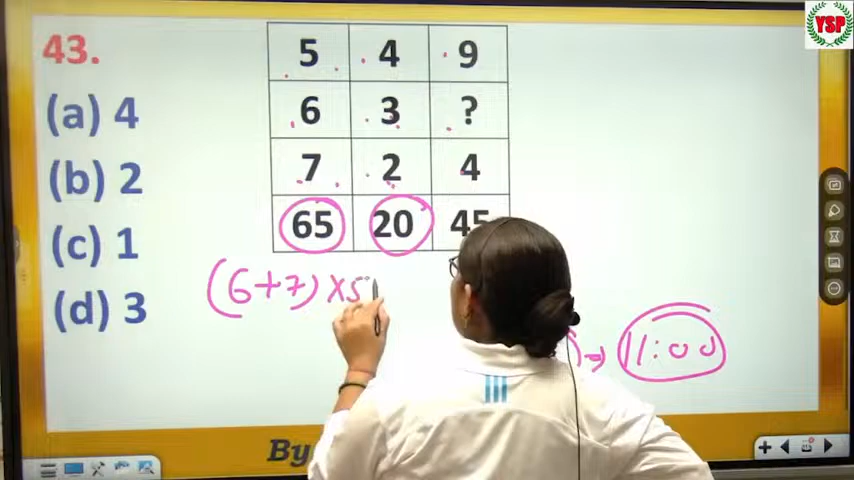 YSP
43.
5 4 9
(a) 4
6 3 ?
(b) 2
7 2 4
(c) 1
65 20 45
(d) 3
(6+7)×5
11:00
By